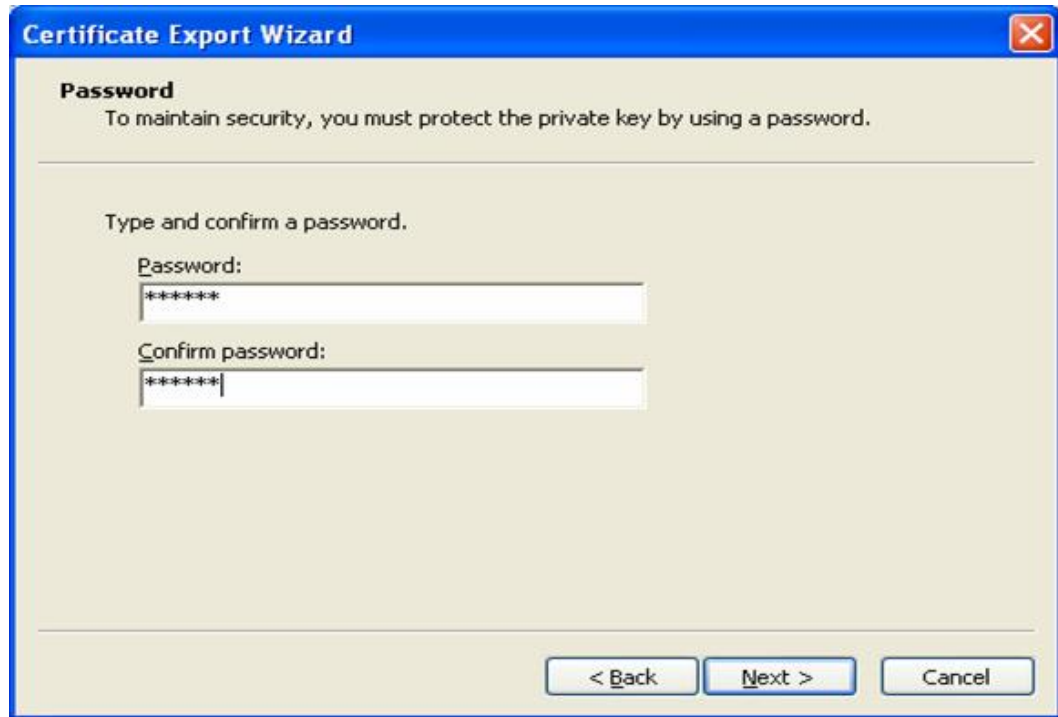 Certificate Export Wizard
Password
To maintain security, you must protect the private key by using a password.
Type and confirm a password.
Password:
******
Confirm password:
******
< Back Next > Cancel